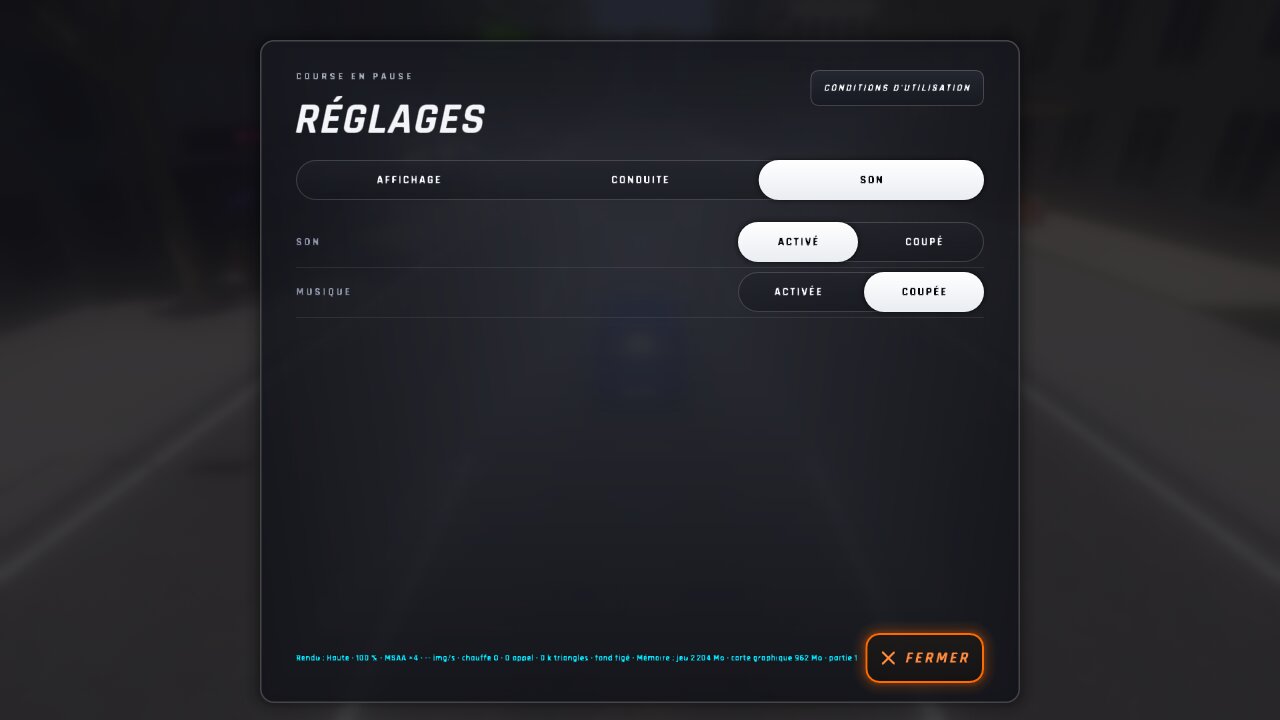 COURSE EN PAUSE
CONDITIONS D'UTILISATION
RÉGLAGES
AFFICHAGE CONDUITE SON
SON ACTIVÉ COUPÉ
MUSIQUE ACTIVÉE COUPÉE
Rendu : Haute · 100 % · MSAA ×4 · -- img/s · chauffe 0 · 0 appel · 0 k triangles · fond figé · Mémoire : jeu 2 204 Mo · carte graphique 962 Mo · partie 1
FERMER